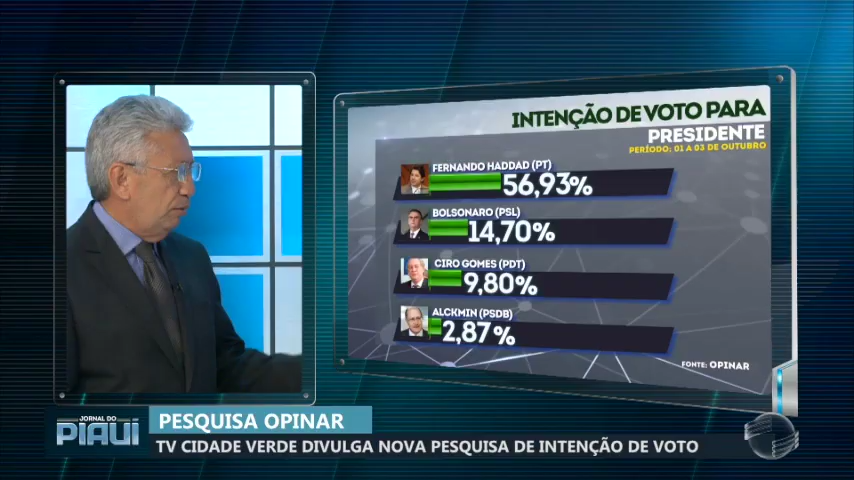 INTENÇÃO DE VOTO PARA
PRESIDENTE
PERÍODO: 01 A 03 DE OUTUBRO
FERNANDO HADDAD (PT)
56,93%
BOLSONARO (PSL)
14,70%
CIRO GOMES (PDT)
9,80%
ALCKMIN (PSDB)
2,87%
FONTE: OPINAR
JORNAL DO
PIAUÍ
PESQUISA OPINAR
TV CIDADE VERDE DIVULGA NOVA PESQUISA DE INTENÇÃO DE VOTO